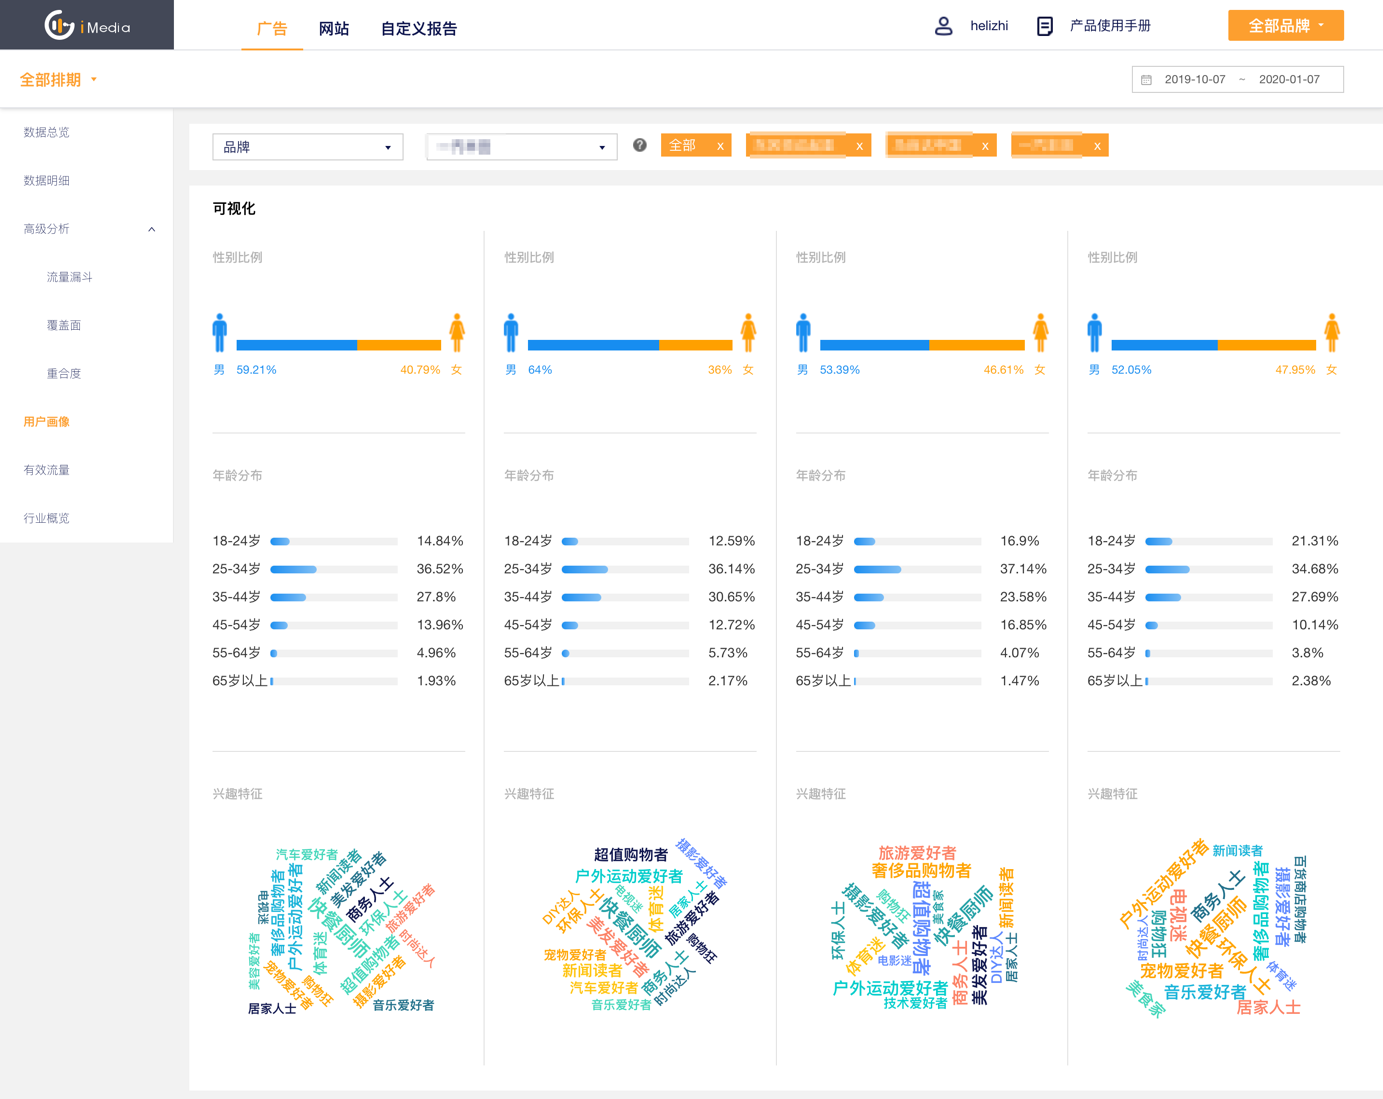 iMedia
广告 网站 自定义报告
helizhi 产品使用手册 全部品牌
全部排期
2019-10-07 ~ 2020-01-07
数据总览
数据明细
高级分析
流量漏斗
覆盖面
重合度
用户画像
有效流量
行业概览
品牌
? 全部 x x x x
可视化
性别比例 性别比例 性别比例 性别比例
男 59.21% 40.79% 女 男 64% 36% 女 男 53.39% 46.61% 女 男 52.05% 47.95% 女
年龄分布 年龄分布 年龄分布 年龄分布
18-24岁 14.84% 18-24岁 12.59% 18-24岁 16.9% 18-24岁 21.31%
25-34岁 36.52% 25-34岁 36.14% 25-34岁 37.14% 25-34岁 34.68%
35-44岁 27.8% 35-44岁 30.65% 35-44岁 23.58% 35-44岁 27.69%
45-54岁 13.96% 45-54岁 12.72% 45-54岁 16.85% 45-54岁 10.14%
55-64岁 4.96% 55-64岁 5.73% 55-64岁 4.07% 55-64岁 3.8%
65岁以上 1.93% 65岁以上 2.17% 65岁以上 1.47% 65岁以上 2.38%
兴趣特征 兴趣特征 兴趣特征 兴趣特征
汽车爱好者
新闻读者
美发爱好者
电视迷
奢侈品购物者
户外运动爱好者
商务人士
快餐厨师
环保人士
旅游爱好者
体育迷
时尚达人
美容爱好者
超值购物者
宠物爱好者
购物狂
摄影爱好者
居家人士
音乐爱好者
超值购物者
摄影爱好者
户外运动爱好者
DIY达人
环保人士
电视迷
体育迷
居家人士
快餐厨师
旅游爱好者
美发爱好者
购物狂
宠物爱好者
新闻读者
商务人士
汽车爱好者
时尚达人
音乐爱好者
旅游爱好者
奢侈品购物者
摄影爱好者
购物狂
超值购物者
美食家
快餐厨师
新闻读者
环保人士
体育迷
电影迷
商务人士
美发爱好者
DIY达人
居家人士
户外运动爱好者
技术爱好者
户外运动爱好者
新闻读者
百货商店购物者
奢侈品购物者
摄影爱好者
商务人士
电视迷
快餐厨师
购物狂
时尚达人
环保人士
宠物爱好者
体育迷
美食家
音乐爱好者
居家人士